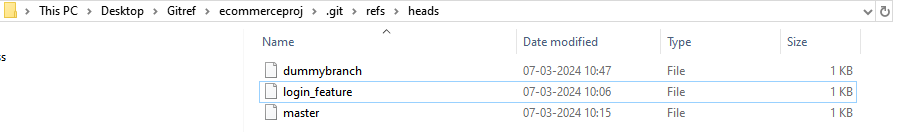 This PC > Desktop > Gitref > ecommerceproj > .git > refs > heads
Name Date modified Type Size
dummybranch 07-03-2024 10:47 File 1 KB
login_feature 07-03-2024 10:06 File 1 KB
master 07-03-2024 10:15 File 1 KB